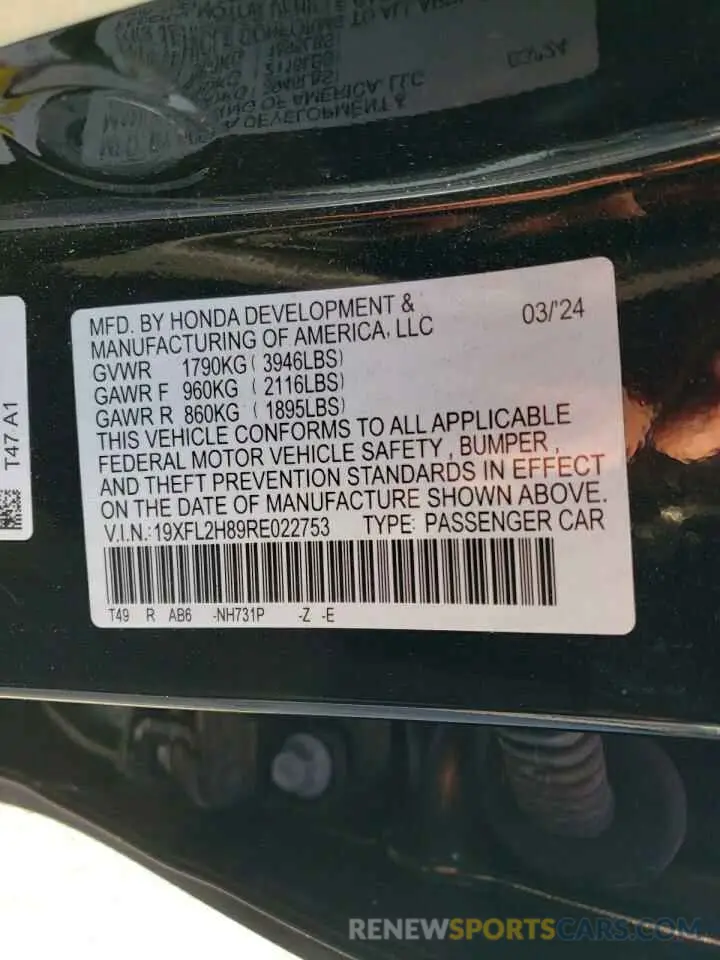 MFD. BY HONDA DEVELOPMENT &
MANUFACTURING OF AMERICA, LLC 03/'24
GVWR 1790KG ( 3946LBS)
GAWR F 960KG ( 2116LBS)
GAWR R 860KG ( 1895LBS)
THIS VEHICLE CONFORMS TO ALL APPLICABLE
FEDERAL MOTOR VEHICLE SAFETY , BUMPER ,
AND THEFT PREVENTION STANDARDS IN EFFECT
ON THE DATE OF MANUFACTURE SHOWN ABOVE.
V.I.N.:19XFL2H89RE022753 TYPE: PASSENGER CAR
T49 R AB6 -NH731P -Z -E
T47 A1
RENEWSPORTSCARS.COM